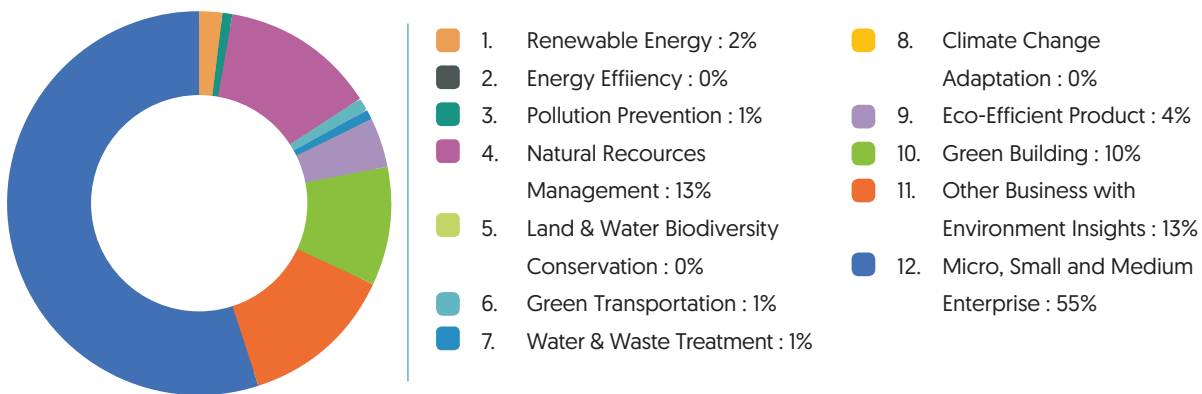 1. Renewable Energy : 2%
2. Energy Effiiency : 0%
3. Pollution Prevention : 1%
4. Natural Recources
Management : 13%
5. Land & Water Biodiversity
Conservation : 0%
6. Green Transportation : 1%
7. Water & Waste Treatment : 1%
8. Climate Change
Adaptation : 0%
9. Eco-Efficient Product : 4%
10. Green Building : 10%
11. Other Business with
Environment Insights : 13%
12. Micro, Small and Medium
Enterprise : 55%